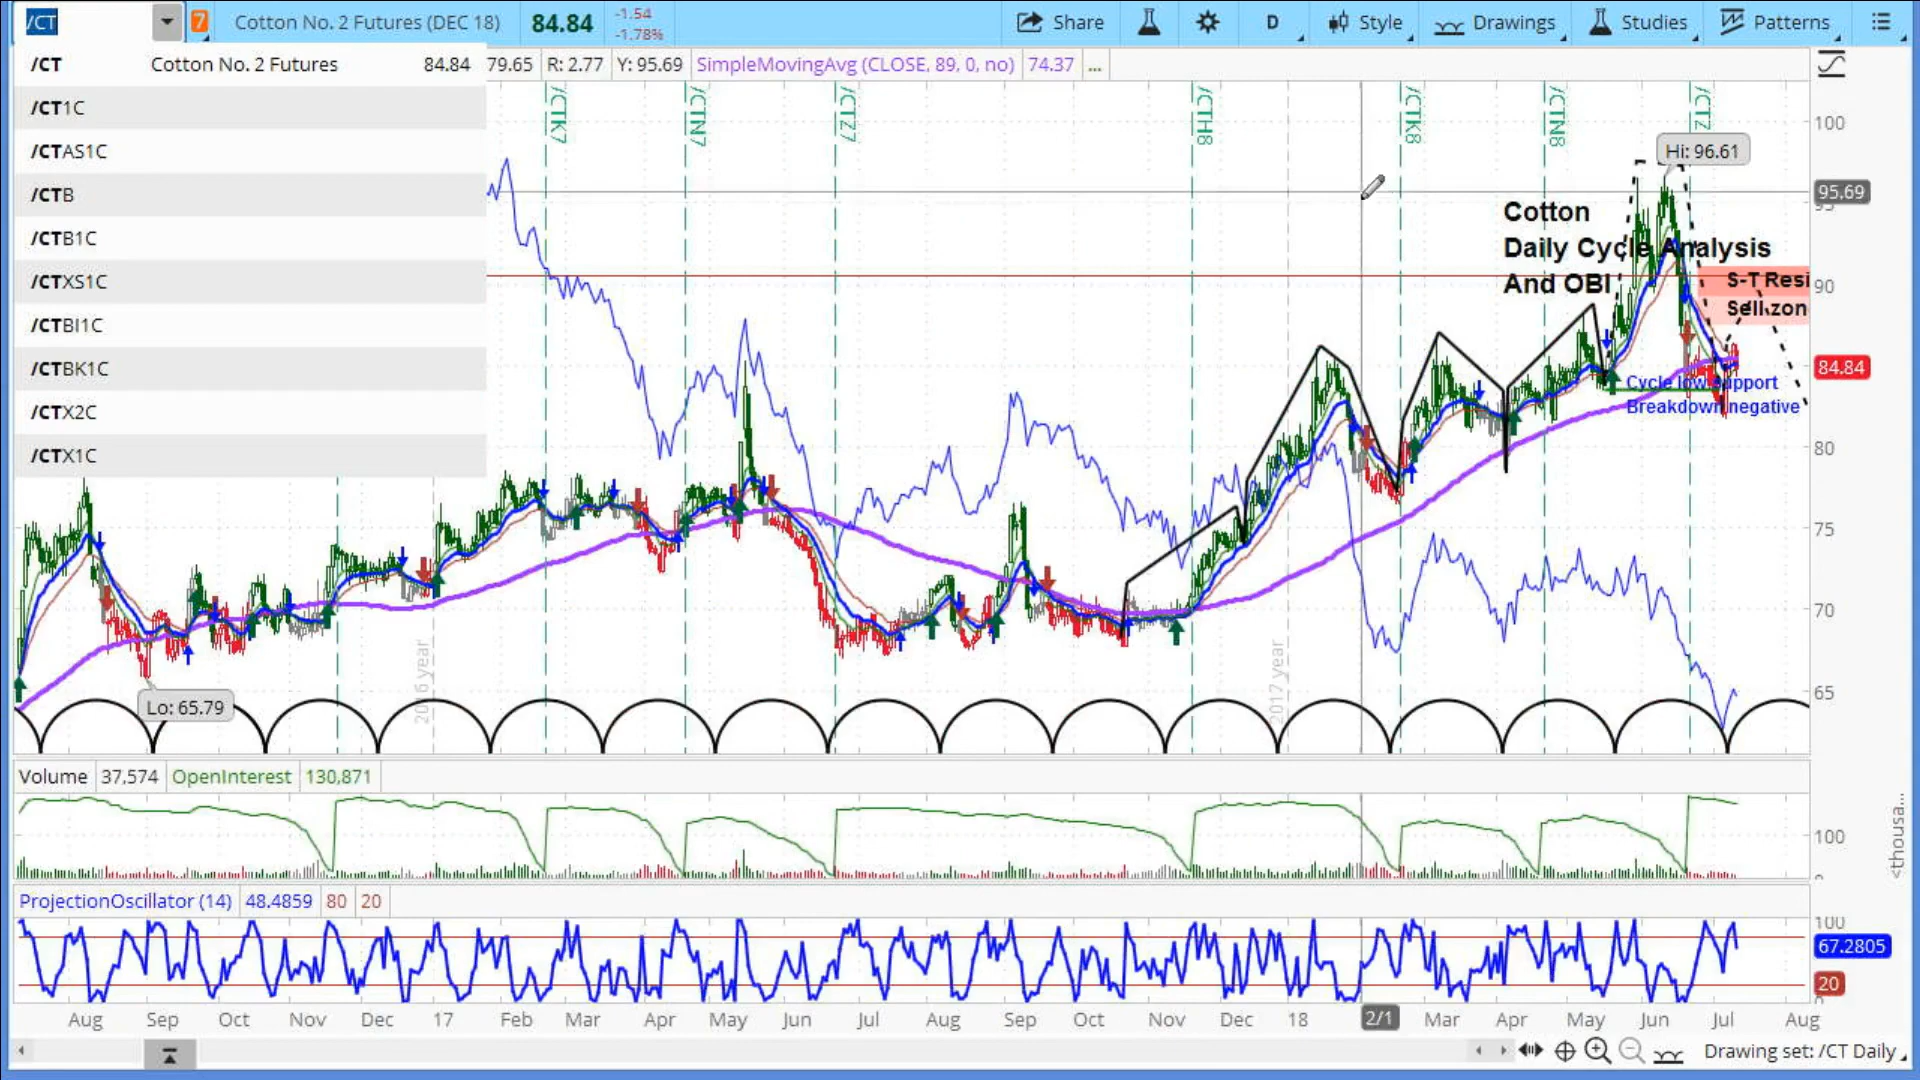 /CT
7
Cotton No. 2 Futures (DEC 18)
84.84
-1.54
-1.78%
Share
D
Style
Drawings
Studies
Patterns
/CT Cotton No. 2 Futures 84.84
79.65 R: 2.77 Y: 95.69 SimpleMovingAvg (CLOSE, 89, 0, no) 74.37 ...
/CT1C
/CTAS1C
/CTB
/CTB1C
/CTXS1C
/CTBI1C
/CTBK1C
/CTX2C
/CTX1C
/CTK7
/CTN7
/CTZ7
/CTH8
/CTK8
/CTN8
/CTZ
100
Hi: 96.61
95.69
95
Cotton
Daily Cycle Analysis
And OBI
S-T Resi
Sell zon
90
84.84
Cycle low support
Breakdown negative
80
75
70
65
2016 year
2017 year
Lo: 65.79
Volume 37,574 OpenInterest 130,871
100
<thousa...
ProjectionOscillator (14) 48.4859 80 20
100
67.2805
20
0
Aug Sep Oct Nov Dec 17 Feb Mar Apr May Jun Jul Aug Sep Oct Nov Dec 18 2/1 Mar Apr May Jun Jul Aug
Drawing set: /CT Daily